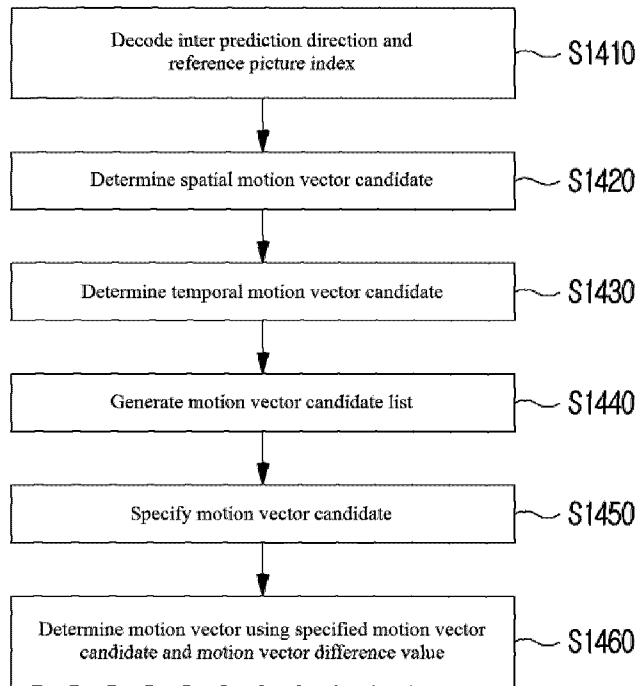 Decode inter prediction direction and
reference picture index
S1410
Determine spatial motion vector candidate
S1420
Determine temporal motion vector candidate
S1430
Generate motion vector candidate list
S1440
Specify motion vector candidate
S1450
Determine motion vector using specified motion vector
candidate and motion vector difference value
S1460